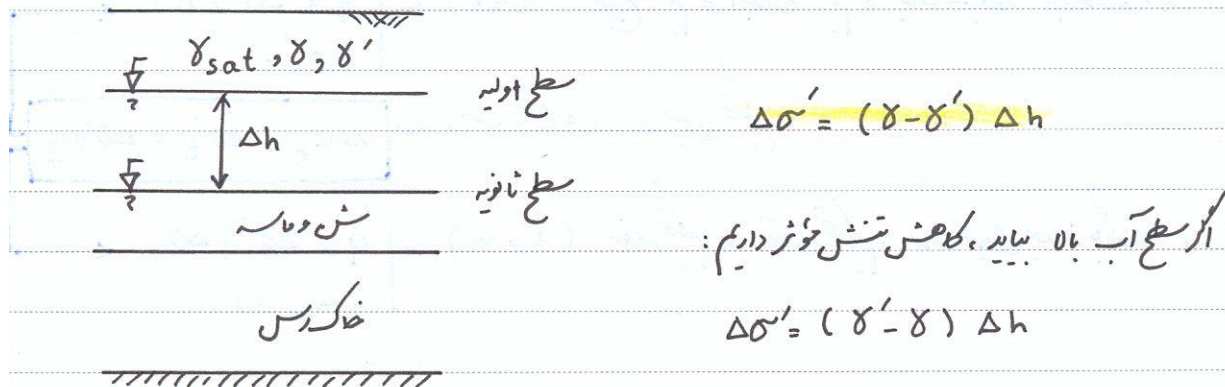 γsat , γ , γ'
سطح اولیه
Δσ' = (γ-γ') Δh
Δh
سطح ثانویه
شن و ماسه
اگر سطح آب بالا بیاید، کاهش تنش مؤثر داریم:
خاک رس
Δσ' = (γ'-γ) Δh